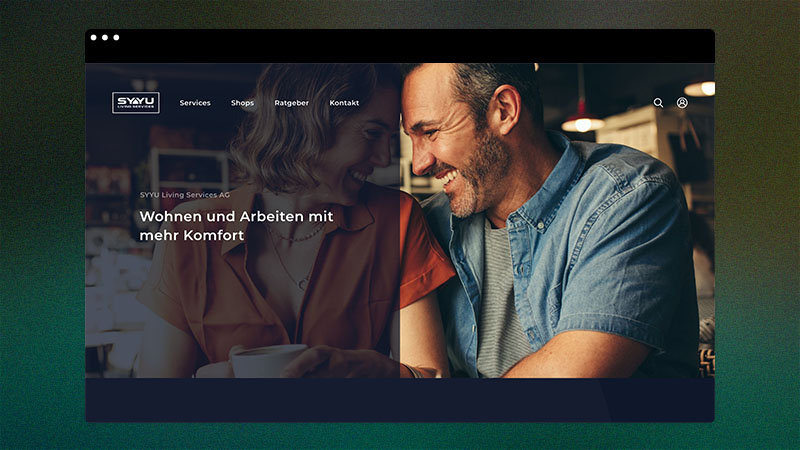 SYYU
LIVING SERVICES
Services Shops Ratgeber Kontakt
SYYU Living Services AG
Wohnen und Arbeiten mit
mehr Komfort